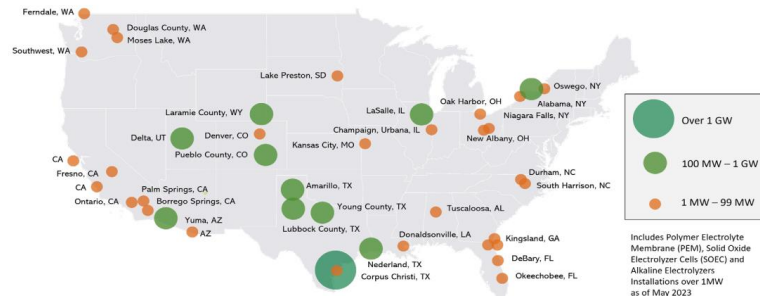 Ferndale, WA
Douglas County, WA
Moses Lake, WA
Southwest, WA
Lake Preston, SD
Oswego, NY
Oak Harbor, OH
Alabama, NY
LaSalle, IL
Niagara Falls, NY
Laramie County, WY
Over 1 GW
Delta, UT
Denver, CO
Champaign, Urbana, IL
New Albany, OH
Kansas City, MO
Pueblo County, CO
CA
100 MW – 1 GW
Fresno, CA
Durham, NC
CA
Palm Springs, CA
Amarillo, TX
South Harrison, NC
Ontario, CA
Borrego Springs, CA
Young County, TX
Tuscaloosa, AL
1 MW – 99 MW
Yuma, AZ
Lubbock County, TX
AZ
Donaldsonville, LA
Kingsland, GA
Nederland, TX
DeBary, FL
Corpus Christi, TX
Okeechobee, FL
Includes Polymer Electrolyte
Membrane (PEM), Solid Oxide
Electrolyzer Cells (SOEC) and
Alkaline Electrolyzers
Installations over 1MW
as of May 2023